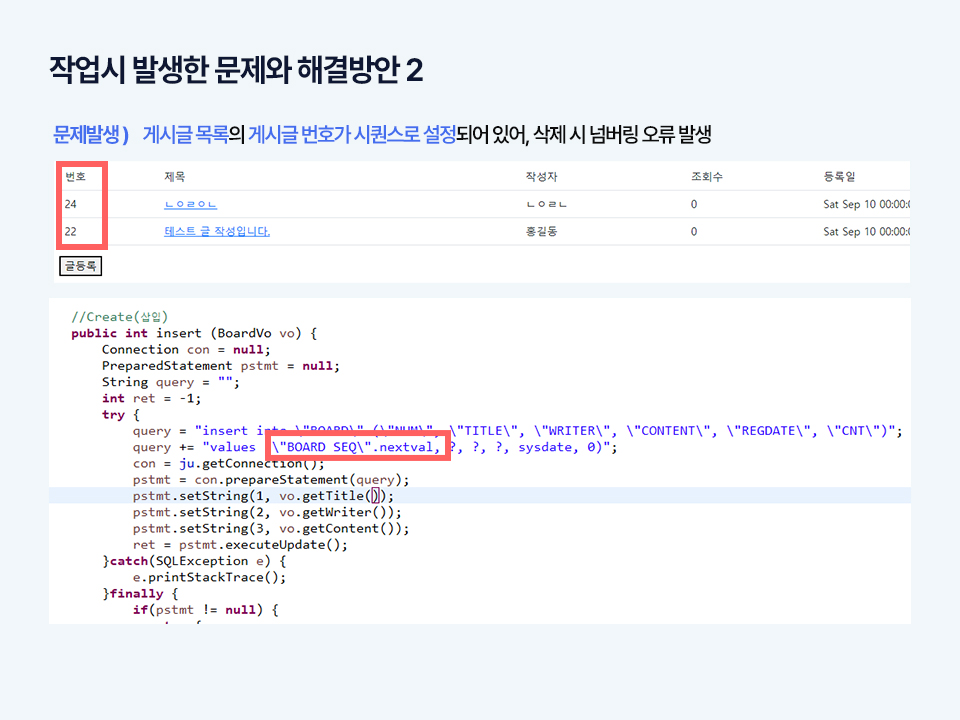 작업시 발생한 문제와 해결방안 2
문제발생 ) 게시글 목록의 게시글 번호가 시퀀스로 설정되어 있어, 삭제 시 넘버링 오류 발생
번호 제목 작성자 조회수 등록일
24 ㄴㅇㄹㅇㄴ ㄴㅇㄹㄴ 0 Sat Sep 10 00:00:0
22 테스트 글 작성입니다. 홍길동 0 Sat Sep 10 00:00:0
글등록
//Create(삽입)
public int insert (BoardVo vo) {
Connection con = null;
PreparedStatement pstmt = null;
String query = "";
int ret = -1;
try {
query = "insert into \"BOARD\" (\"NUM\", \"TITLE\", \"WRITER\", \"CONTENT\", \"REGDATE\", \"CNT\")";
query += "values (\"BOARD_SEQ\".nextval, ?, ?, ?, sysdate, 0)";
con = ju.getConnection();
pstmt = con.prepareStatement(query);
pstmt.setString(1, vo.getTitle());
pstmt.setString(2, vo.getWriter());
pstmt.setString(3, vo.getContent());
ret = pstmt.executeUpdate();
}catch(SQLException e) {
e.printStackTrace();
}finally {
if(pstmt != null) {